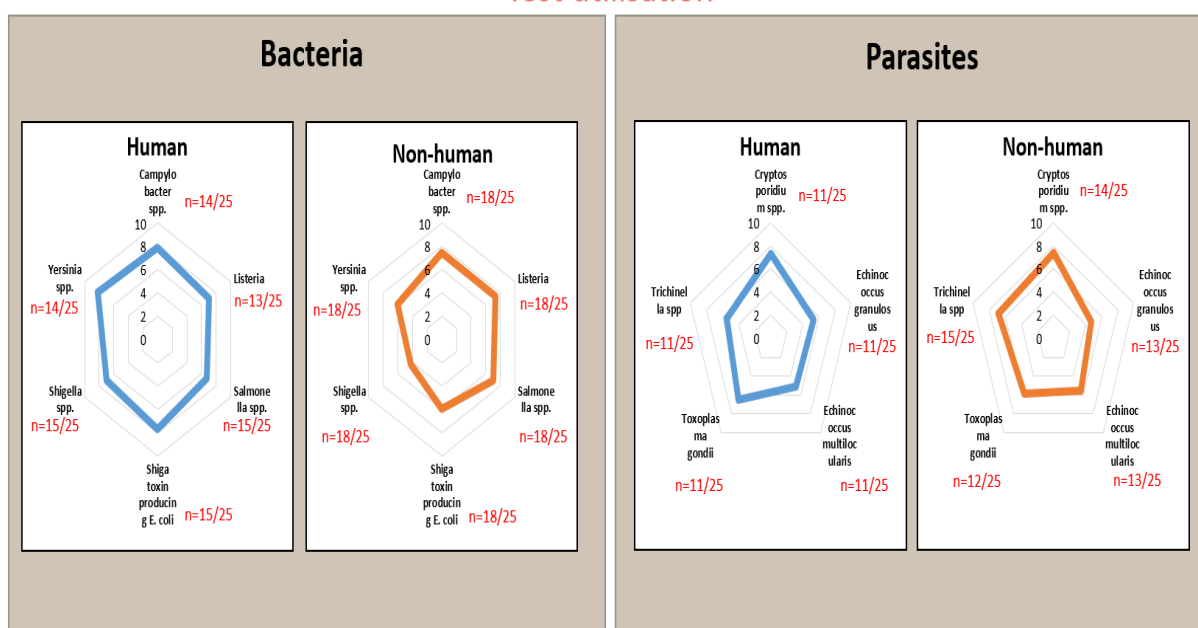 Test utilisation
Bacteria
Human
Campylo
bacter
spp.
n=14/25
10
8
6
4
2
0
Listeria
n=13/25
Salmone
lla spp.
n=15/25
Shiga
toxin
producin
g E. coli
n=15/25
Shigella
spp.
n=15/25
Yersinia
spp.
n=14/25
Non-human
Campylo
bacter
spp.
n=18/25
10
8
6
4
2
0
Listeria
n=18/25
Salmone
lla spp.
n=18/25
Shiga
toxin
producin
g E. coli
n=18/25
Shigella
spp.
n=18/25
Yersinia
spp.
n=18/25
Parasites
Human
Cryptos
poridiu
m spp.
n=11/25
10
8
6
4
2
0
Echinoc
occus
granulos
us
n=11/25
Echinoc
occus
multiloc
ularis
n=11/25
Toxoplas
ma
gondii
n=11/25
Trichinel
la spp
n=11/25
Non-human
Cryptos
poridiu
m spp.
n=14/25
10
8
6
4
2
0
Echinoc
occus
granulos
us
n=13/25
Echinoc
occus
multiloc
ularis
n=13/25
Toxoplas
ma
gondii
n=12/25
Trichinel
la spp
n=15/25